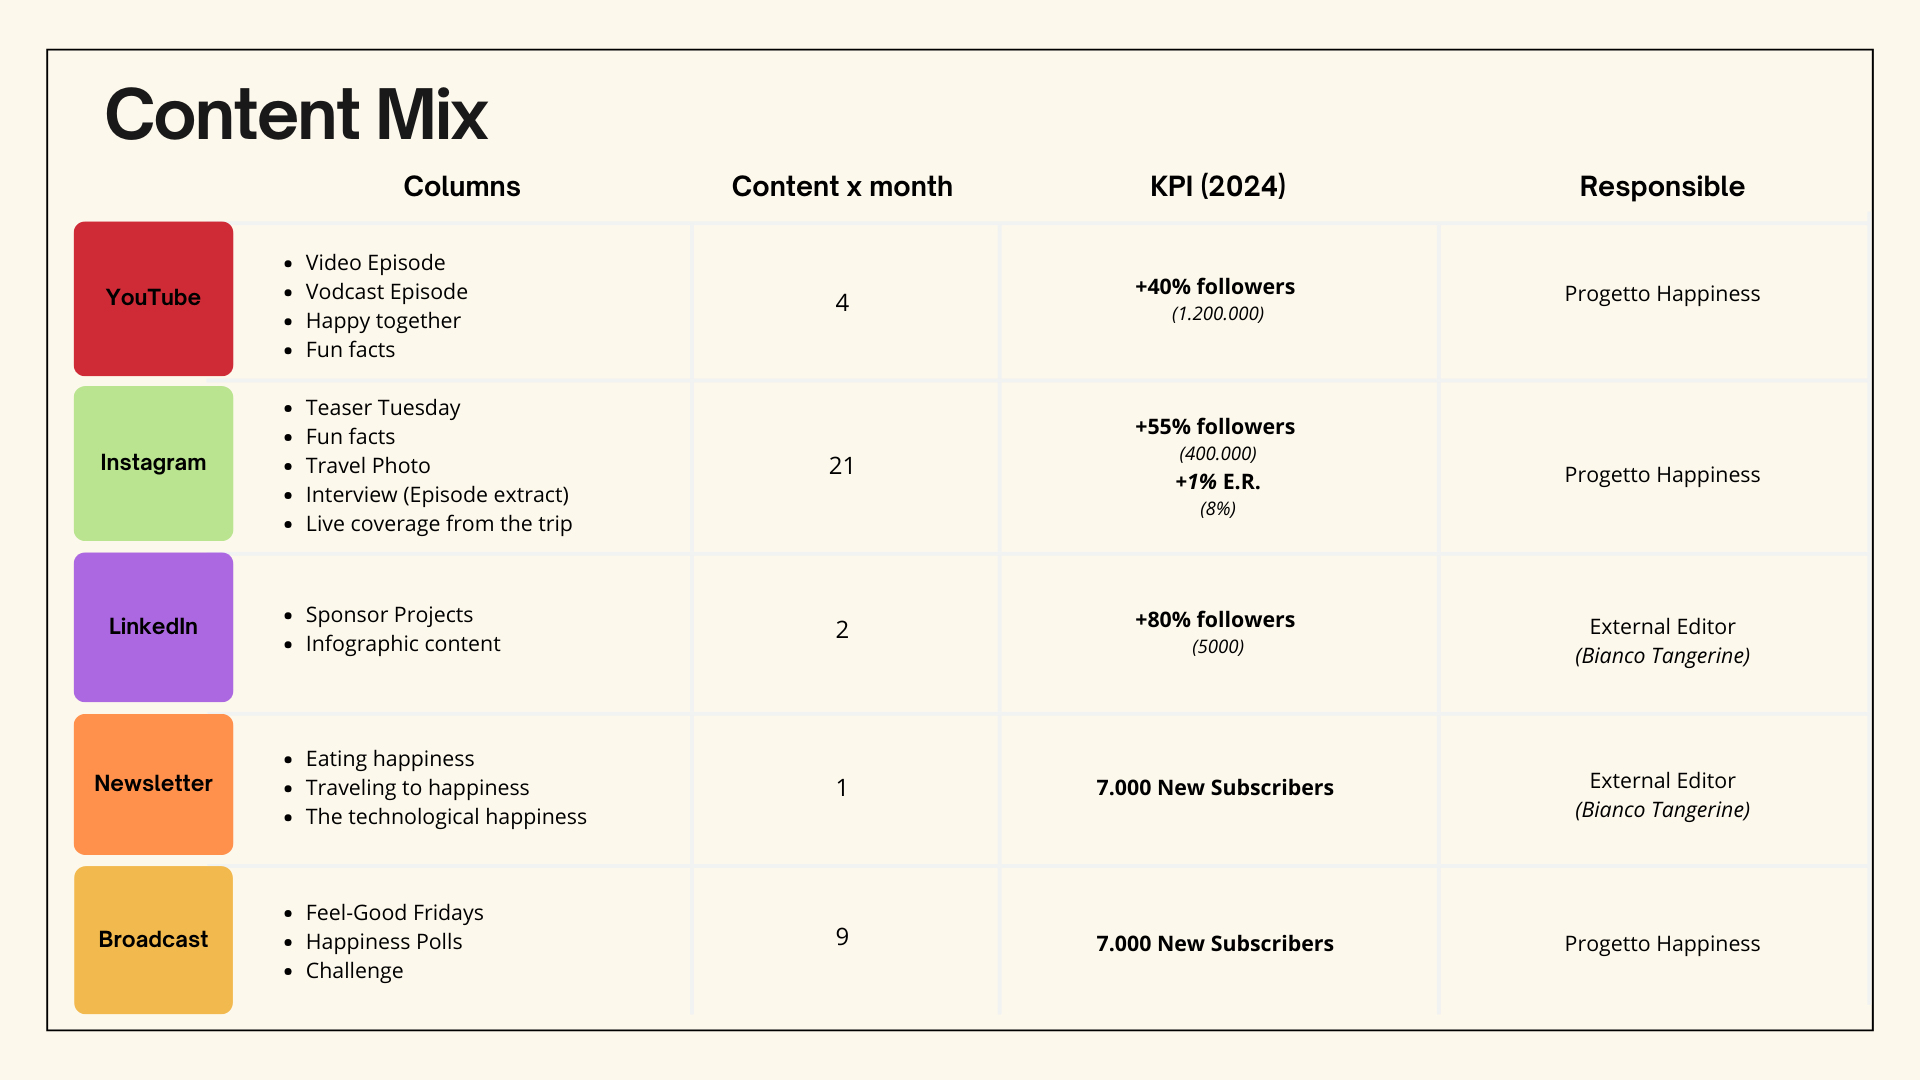 Content Mix
Columns
Content x month
KPI (2024)
Responsible
YouTube
Video Episode
Vodcast Episode
Happy together
Fun facts
4
+40% followers
(1.200.000)
Progetto Happiness
Instagram
Teaser Tuesday
Fun facts
Travel Photo
Interview (Episode extract)
Live coverage from the trip
21
+55% followers
(400.000)
+1% E.R.
(8%)
Progetto Happiness
LinkedIn
Sponsor Projects
Infographic content
2
+80% followers
(5000)
External Editor
(Bianco Tangerine)
Newsletter
Eating happiness
Traveling to happiness
The technological happiness
1
7.000 New Subscribers
External Editor
(Bianco Tangerine)
Broadcast
Feel-Good Fridays
Happiness Polls
Challenge
9
7.000 New Subscribers
Progetto Happiness